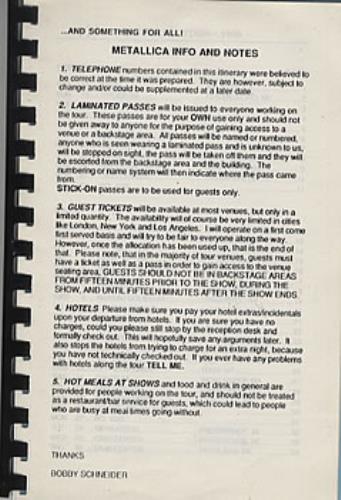 ...AND SOMETHING FOR ALL!
METALLICA INFO AND NOTES
1. TELEPHONE numbers contained in this itinerary were believed to
be correct at the time it was prepared. They are however, subject to
change and/or could be supplemented at a later date.
2. LAMINATED PASSES will be issued to everyone working on
the tour. These passes are for your OWN use only and should not
be given away to anyone for the purpose of gaining access to a
venue or a backstage area. All passes will be named or numbered,
anyone who is seen wearing a laminated pass and is unknown to us,
will be stopped on sight, the pass will be taken off them and they will
be escorted from the backstage area and the building. The
numbering or name system will then indicate where the pass came
from.
STICK-ON passes are to be used for guests only.
3. GUEST TICKETS will be available at most venues, but only in a
limited quantity. The availability will of course be very limited in cities
like London, New York and Los Angeles. I will operate on a first come
first served basis and will try to be fair to everyone along the way.
However, once the allocation has been used up, that is the end of
that. Please note, that in the majority of tour venues, guests must
have a ticket as well as a pass in order to gain access to the venue
seating area, GUESTS SHOULD NOT BE IN BACKSTAGE AREAS
FROM FIFTEEN MINUTES PRIOR TO THE SHOW, DURING THE
SHOW, AND UNTIL FIFTEEN MINUTES AFTER THE SHOW ENDS.
4. HOTELS Please make sure you pay your hotel extras/incidentals
upon your departure from hotels. If you are sure you have no
charges, could you please still stop by the reception desk and
formally check out. This will hopefully save any arguments later. It
also stops the hotels from trying to charge for an extra night, because
you have not technically checked out. If you ever have any problems
with hotels along the tour TELL ME.
5. HOT MEALS AT SHOWS and food and drink in general are
provided for people working on the tour, and should not be treated
as a restaurant/bar service for guests, which could lead to people
who are busy at meal times going without.
THANKS
BOBBY SCHNEIDER